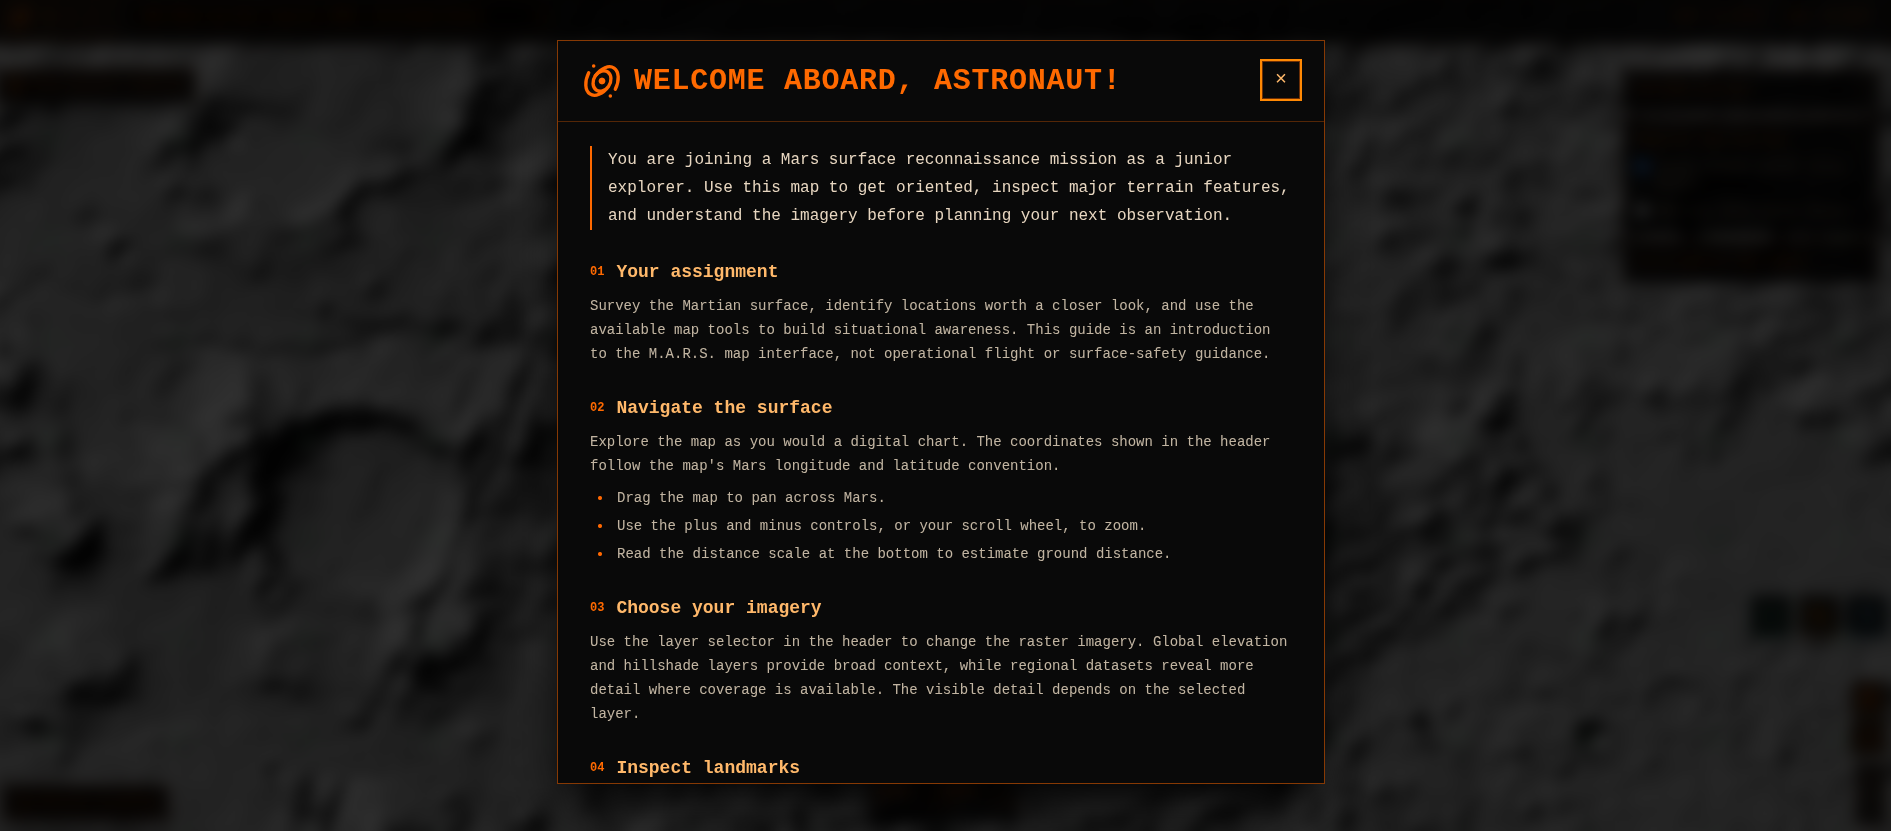 WELCOME ABOARD, ASTRONAUT!
×
You are joining a Mars surface reconnaissance mission as a junior
explorer. Use this map to get oriented, inspect major terrain features,
and understand the imagery before planning your next observation.
01 Your assignment
Survey the Martian surface, identify locations worth a closer look, and use the
available map tools to build situational awareness. This guide is an introduction
to the M.A.R.S. map interface, not operational flight or surface-safety guidance.
02 Navigate the surface
Explore the map as you would a digital chart. The coordinates shown in the header
follow the map's Mars longitude and latitude convention.
• Drag the map to pan across Mars.
• Use the plus and minus controls, or your scroll wheel, to zoom.
• Read the distance scale at the bottom to estimate ground distance.
03 Choose your imagery
Use the layer selector in the header to change the raster imagery. Global elevation
and hillshade layers provide broad context, while regional datasets reveal more
detail where coverage is available. The visible detail depends on the selected
layer.
04 Inspect landmarks